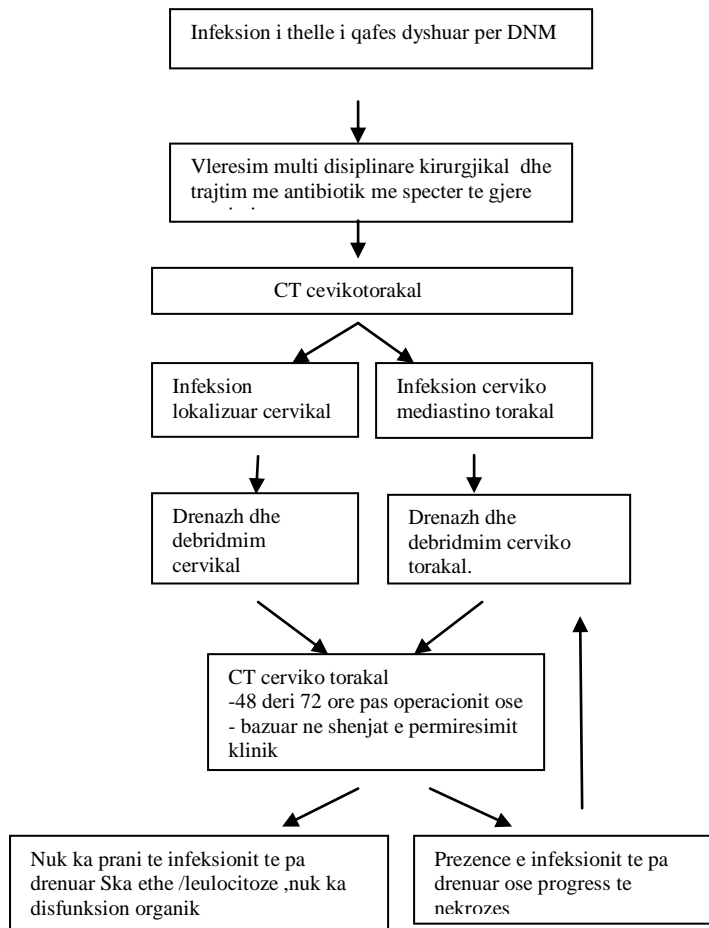 Infeksion i thelle i qafes dyshuar per DNM
Vleresim multi disiplinare kirurgjikal dhe
trajtim me antibiotik me specter te gjere
CT cevikotorakal
Infeksion
lokalizuar cervikal
Infeksion cerviko
mediastino torakal
Drenazh dhe
debridmim
cervikal
Drenazh dhe
debridmim cerviko
torakal.
CT cerviko torakal
-48 deri 72 ore pas operacionit ose
- bazuar ne shenjat e permiresimit
klinik
Nuk ka prani te infeksionit te pa
drenuar Ska ethe /leulocitoze ,nuk ka
disfunksion organik
Prezence e infeksionit te pa
drenuar ose progress te
nekrozes